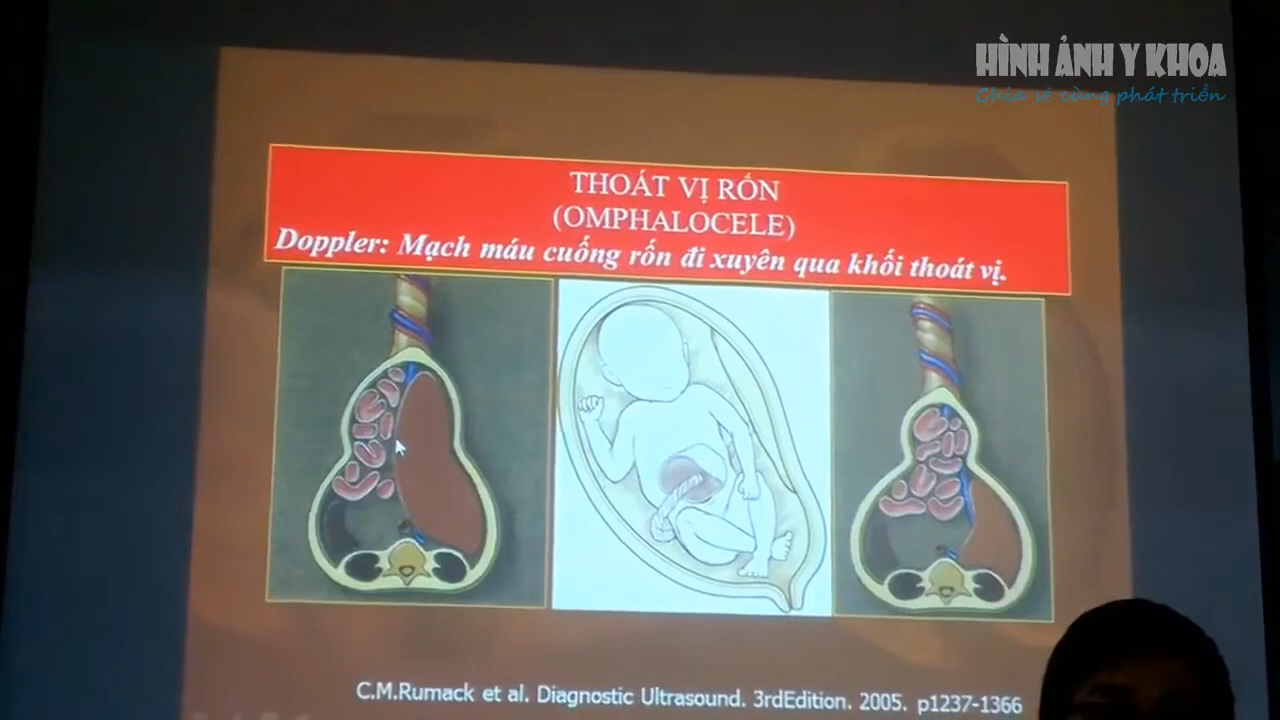 HÌNH ẢNH Y KHOA
Chia sẻ cùng phát triển
THOÁT VỊ RỐN
(OMPHALOCELE)
Doppler: Mạch máu cuống rốn đi xuyên qua khối thoát vị.
C.M.Rumack et al. Diagnostic Ultrasound. 3rdEdition. 2005. p1237-1366